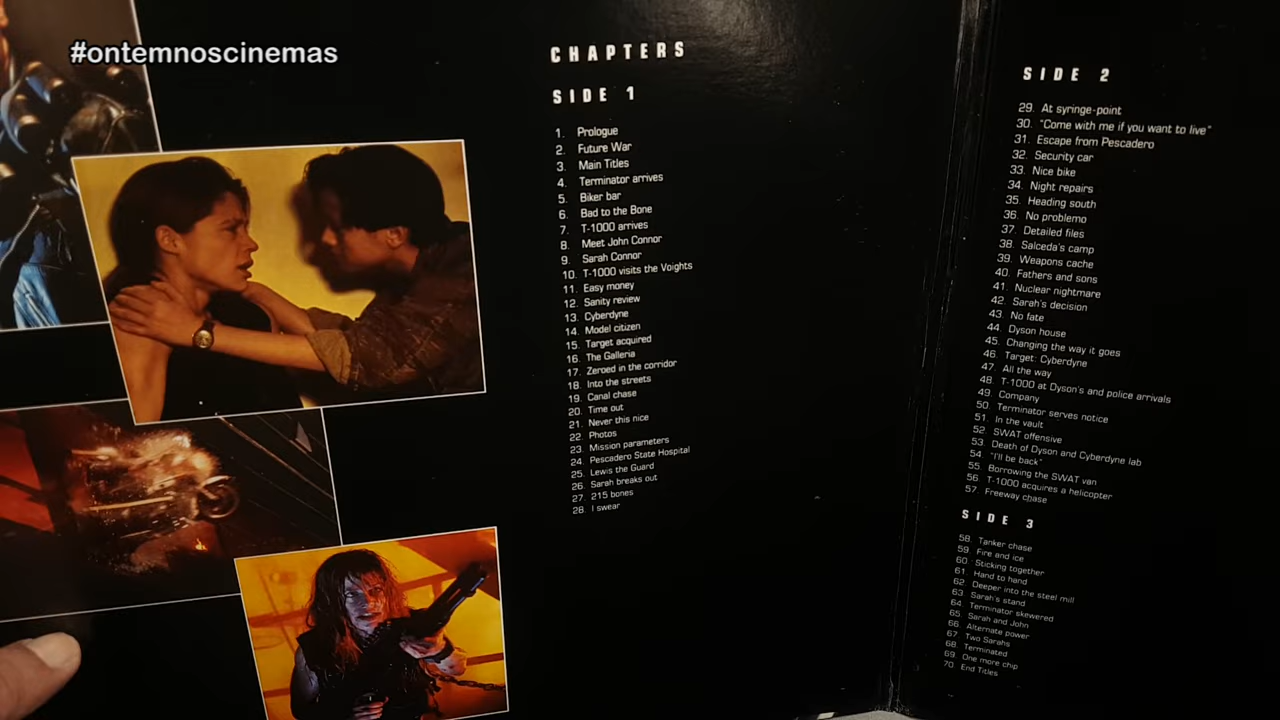 #ontemnoscinemas
CHAPTERS
SIDE 1
1. Prologue
2. Future War
3. Main Titles
4. Terminator arrives
5. Biker bar
6. Bad to the Bone
7. T-1000 arrives
8. Meet John Connor
9. Sarah Connor
10. T-1000 visits the Voights
11. Easy money
12. Sanity review
13. Cyberdyne
14. Model citizen
15. Target acquired
16. The Galleria
17. Zeroed in the corridor
18. Into the streets
19. Canal chase
20. Time out
21. Never this nice
22. Photos
23. Mission parameters
24. Pescadero State Hospital
25. Lewis the Guard
26. Sarah breaks out
27. 215 bones
28. I swear
SIDE 2
29. At syringe-point
30. "Come with me if you want to live"
31. Escape from Pescadero
32. Security car
33. Nice bike
34. Night repairs
35. Heading south
36. No problemo
37. Detailed files
38. Salceda's camp
39. Weapons cache
40. Fathers and sons
41. Nuclear nightmare
42. Sarah's decision
43. No fate
44. Dyson house
45. Changing the way it goes
46. Target: Cyberdyne
47. All the way
48. T-1000 at Dyson's and police arrivals
49. Company
50. Terminator serves notice
51. In the vault
52. SWAT offensive
53. Death of Dyson and Cyberdyne lab
54. "I'll be back"
55. Borrowing the SWAT van
56. T-1000 acquires a helicopter
57. Freeway chase
SIDE 3
58. Tanker chase
59. Fire and ice
60. Sticking together
61. Hand to hand
62. Deeper into the steel mill
63. Sarah's stand
64. Terminator skewered
65. Sarah and John
66. Alternate power
67. Two Sarahs
68. Terminated
69. One more chip
70. End Titles